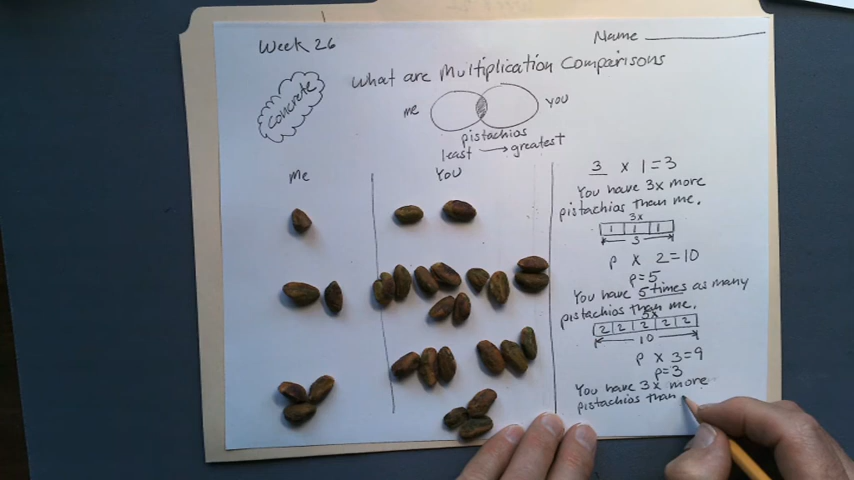 Week 26
Name
What are Multiplication Comparisons
concrete
me
YOU
pistachios
least → greatest
Me
YOU
3 x 1 = 3
You have 3x more
pistachios than me.
3x
1 1 1
3
p x 2 = 10
p = 5
You have 5 times as many
pistachios than me.
5x
2 2 2 2 2
10
p x 3 = 9
p = 3
You have 3x more
pistachios than